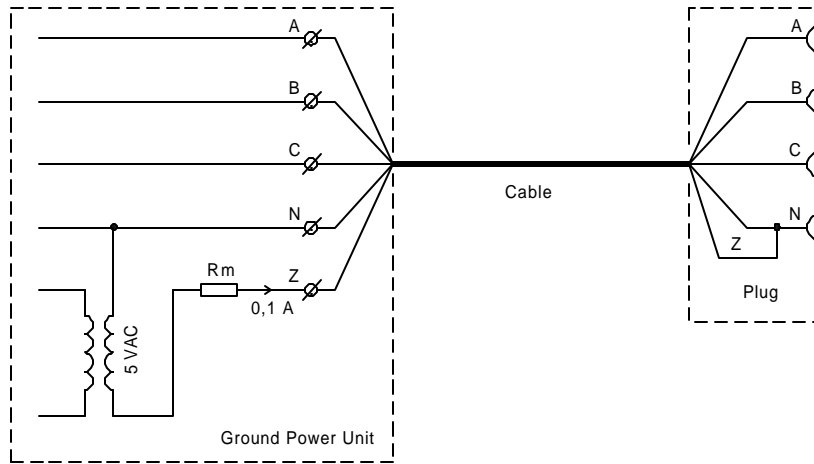 A
A
B
B
C
C
Cable
N
N
Rm
Z
Z
0,1 A
Plug
5 VAC
Ground Power Unit